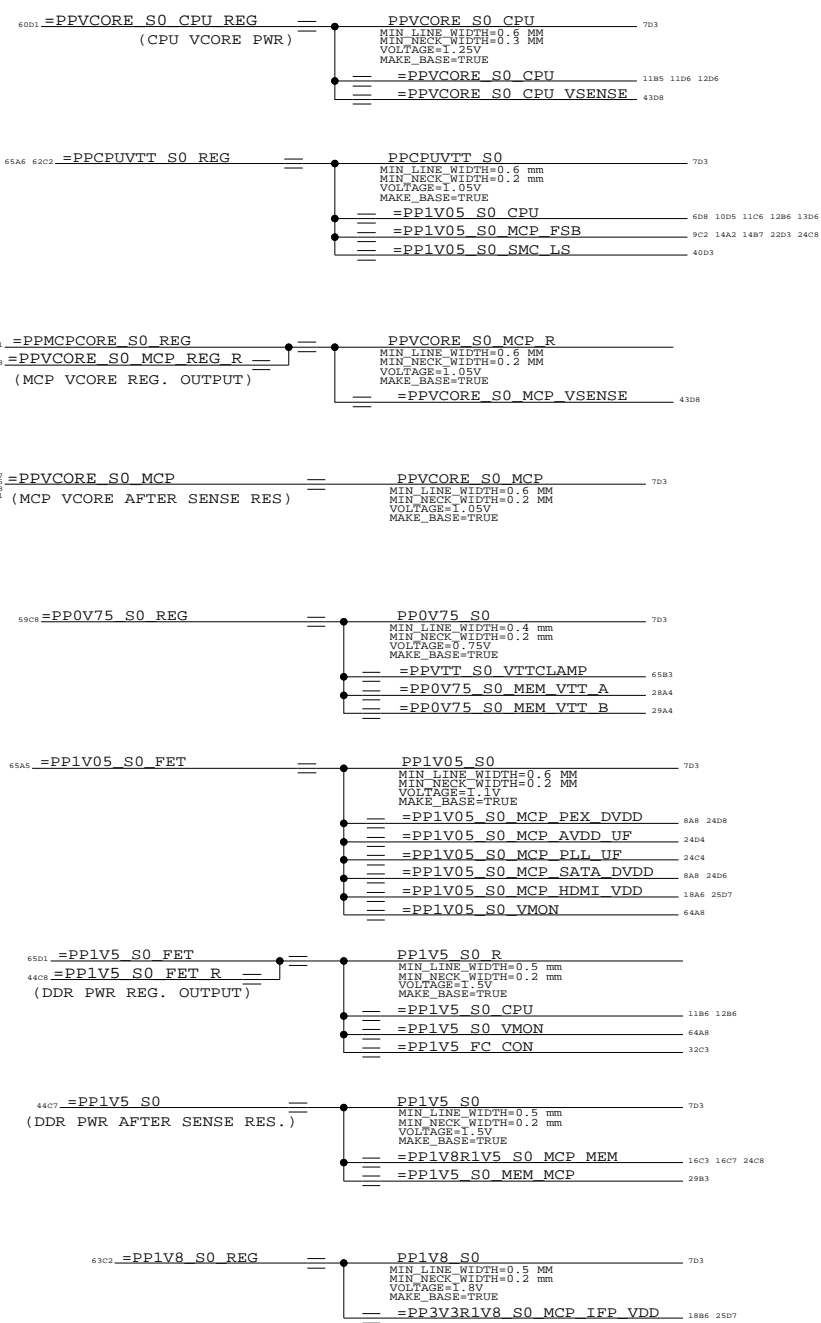 60D1 =PPVCORE_S0_CPU_REG PPVCORE_S0_CPU 7D3
(CPU VCORE PWR)
MIN_LINE_WIDTH=0.6 MM
MIN_NECK_WIDTH=0.3 MM
VOLTAGE=1.25V
MAKE_BASE=TRUE
=PPVCORE_S0_CPU 11B5 11D6 12D6
=PPVCORE_S0_CPU_VSENSE 43D8
65A6 62C2 =PPCPUVTT_S0_REG PPCPUVTT_S0 7D3
MIN_LINE_WIDTH=0.6 mm
MIN_NECK_WIDTH=0.2 mm
VOLTAGE=1.05V
MAKE_BASE=TRUE
=PP1V05_S0_CPU 6D8 10D5 11C6 12B6 13D6
=PP1V05_S0_MCP_FSB 9C2 14A2 14B7 22D3 24C8
=PP1V05_S0_SMC_LS 40D3
=PPMCPCORE_S0_REG PPVCORE_S0_MCP_R
=PPVCORE_S0_MCP_REG_R
(MCP VCORE REG. OUTPUT)
MIN_LINE_WIDTH=0.6 MM
MIN_NECK_WIDTH=0.2 MM
VOLTAGE=1.05V
MAKE_BASE=TRUE
=PPVCORE_S0_MCP_VSENSE 43D8
=PPVCORE_S0_MCP PPVCORE_S0_MCP 7D3
(MCP VCORE AFTER SENSE RES)
MIN_LINE_WIDTH=0.6 MM
MIN_NECK_WIDTH=0.2 MM
VOLTAGE=1.05V
MAKE_BASE=TRUE
59C8 =PP0V75_S0_REG PP0V75_S0 7D3
MIN_LINE_WIDTH=0.4 mm
MIN_NECK_WIDTH=0.2 mm
VOLTAGE=0.75V
MAKE_BASE=TRUE
=PPVTT_S0_VTTCLAMP 65B3
=PP0V75_S0_MEM_VTT_A 28A4
=PP0V75_S0_MEM_VTT_B 29A4
65A5 =PP1V05_S0_FET PP1V05_S0 7D3
MIN_LINE_WIDTH=0.6 MM
MIN_NECK_WIDTH=0.2 MM
VOLTAGE=1.1V
MAKE_BASE=TRUE
=PP1V05_S0_MCP_PEX_DVDD 8A8 24D8
=PP1V05_S0_MCP_AVDD_UF 24D4
=PP1V05_S0_MCP_PLL_UF 24C4
=PP1V05_S0_MCP_SATA_DVDD 8A8 24D6
=PP1V05_S0_MCP_HDMI_VDD 18A6 25D7
=PP1V05_S0_VMON 64A8
65D1 =PP1V5_S0_FET PP1V5_S0_R
44C8 =PP1V5_S0_FET_R
(DDR PWR REG. OUTPUT)
MIN_LINE_WIDTH=0.5 mm
MIN_NECK_WIDTH=0.2 mm
VOLTAGE=1.5V
MAKE_BASE=TRUE
=PP1V5_S0_CPU 11B6 12B6
=PP1V5_S0_VMON 64A8
=PP1V5_FC_CON 32C3
44C7 =PP1V5_S0 PP1V5_S0 7D3
(DDR PWR AFTER SENSE RES.)
MIN_LINE_WIDTH=0.5 mm
MIN_NECK_WIDTH=0.2 mm
VOLTAGE=1.5V
MAKE_BASE=TRUE
=PP1V8R1V5_S0_MCP_MEM 16C3 16C7 24C8
=PP1V5_S0_MEM_MCP 29B3
63C2 =PP1V8_S0_REG PP1V8_S0 7D3
MIN_LINE_WIDTH=0.5 MM
MIN_NECK_WIDTH=0.2 mm
VOLTAGE=1.8V
MAKE_BASE=TRUE
=PP3V3R1V8_S0_MCP_IFP_VDD 18B6 25D7